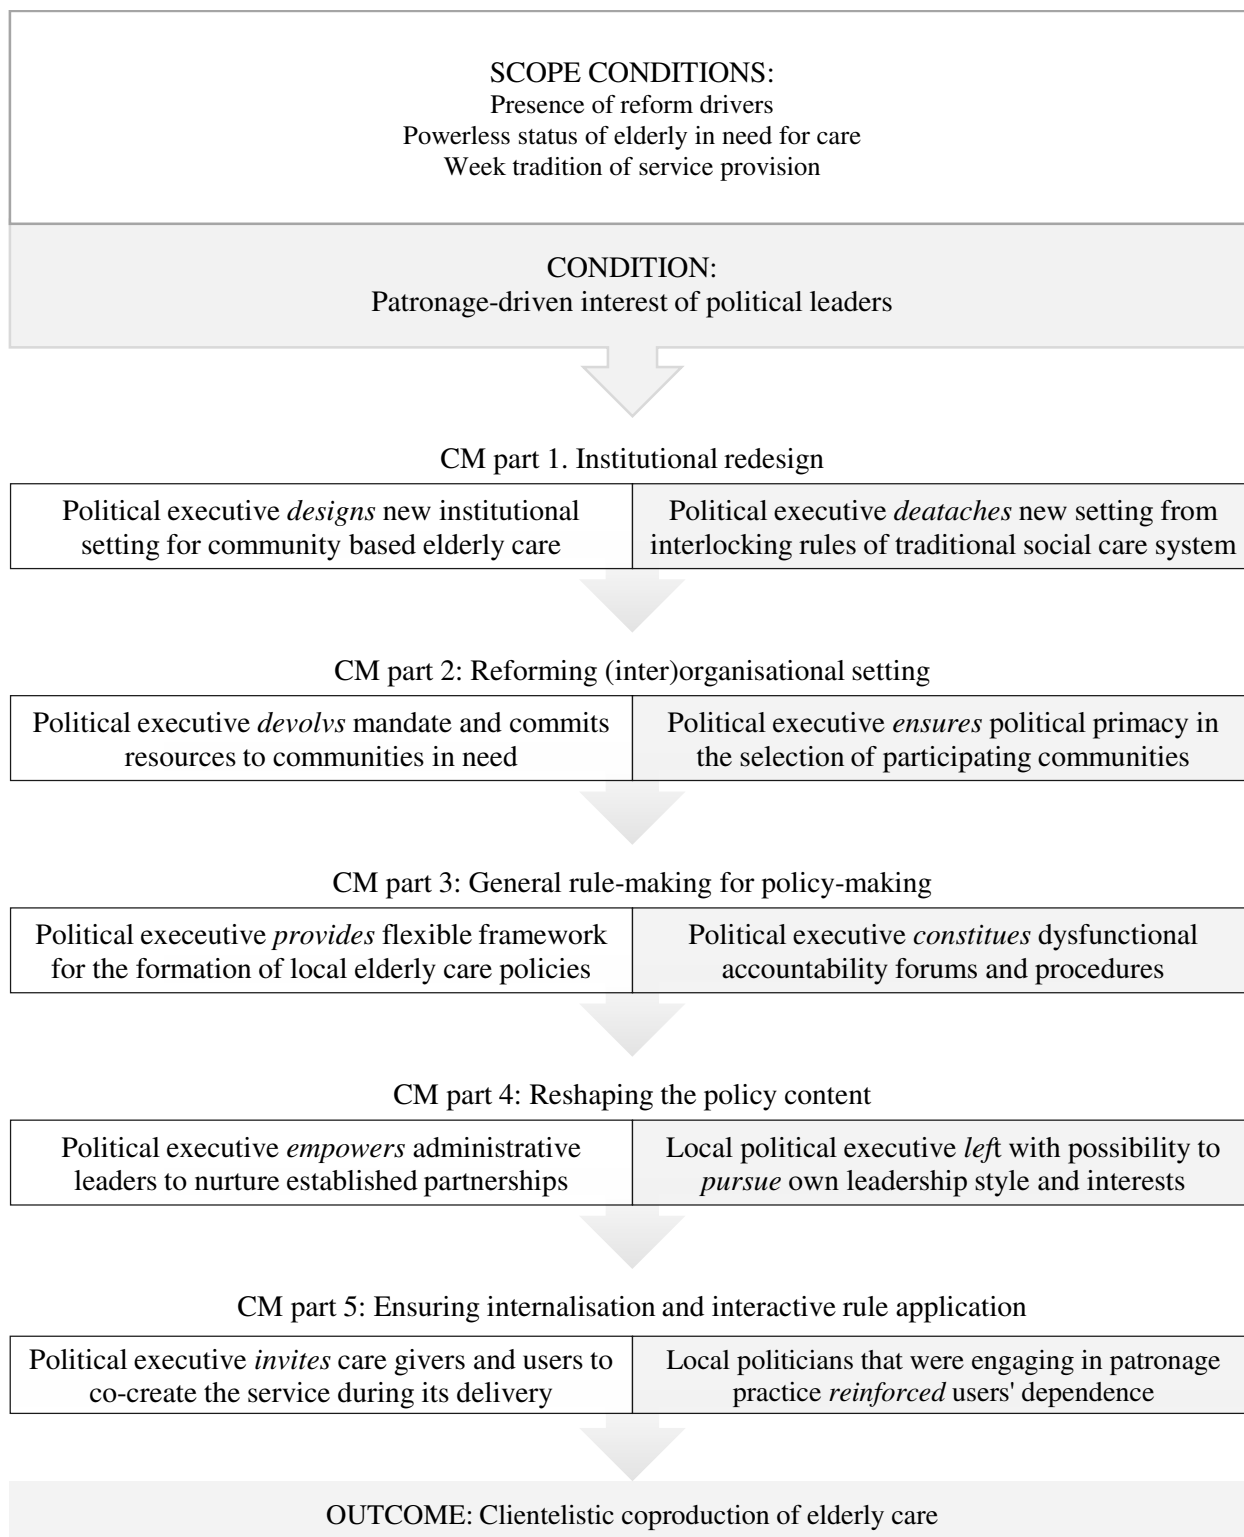 SCOPE CONDITIONS:
Presence of reform drivers
Powerless status of elderly in need for care
Week tradition of service provision
CONDITION:
Patronage-driven interest of political leaders
CM part 1. Institutional redesign
Political executive designs new institutional
setting for community based elderly care
Political executive deataches new setting from
interlocking rules of traditional social care system
CM part 2: Reforming (inter)organisational setting
Political executive devolvs mandate and commits
resources to communities in need
Political executive ensures political primacy in
the selection of participating communities
CM part 3: General rule-making for policy-making
Political execeutive provides flexible framework
for the formation of local elderly care policies
Political executive constitues dysfunctional
accountability forums and procedures
CM part 4: Reshaping the policy content
Political executive empowers administrative
leaders to nurture established partnerships
Local political executive left with possibility to
pursue own leadership style and interests
CM part 5: Ensuring internalisation and interactive rule application
Political executive invites care givers and users to
co-create the service during its delivery
Local politicians that were engaging in patronage
practice reinforced users' dependence
OUTCOME: Clientelistic coproduction of elderly care